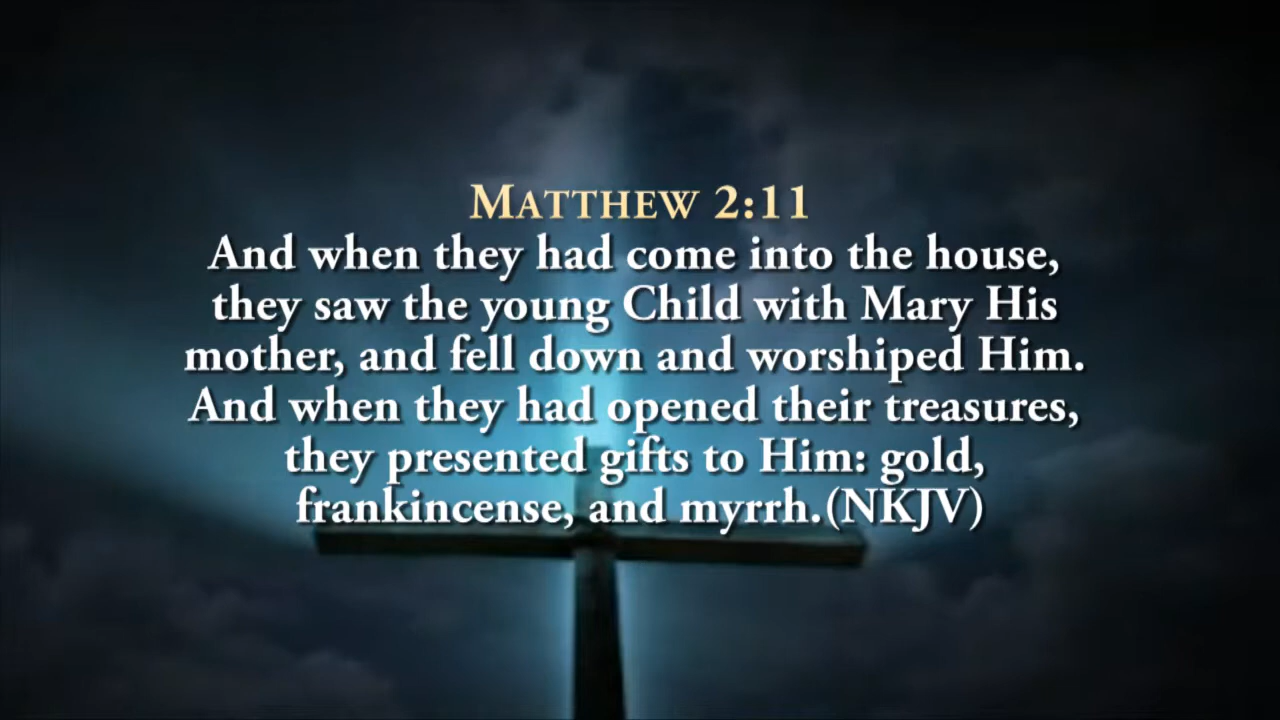 MATTHEW 2:11
And when they had come into the house,
they saw the young Child with Mary His
mother, and fell down and worshiped Him.
And when they had opened their treasures,
they presented gifts to Him: gold,
frankincense, and myrrh.(NKJV)